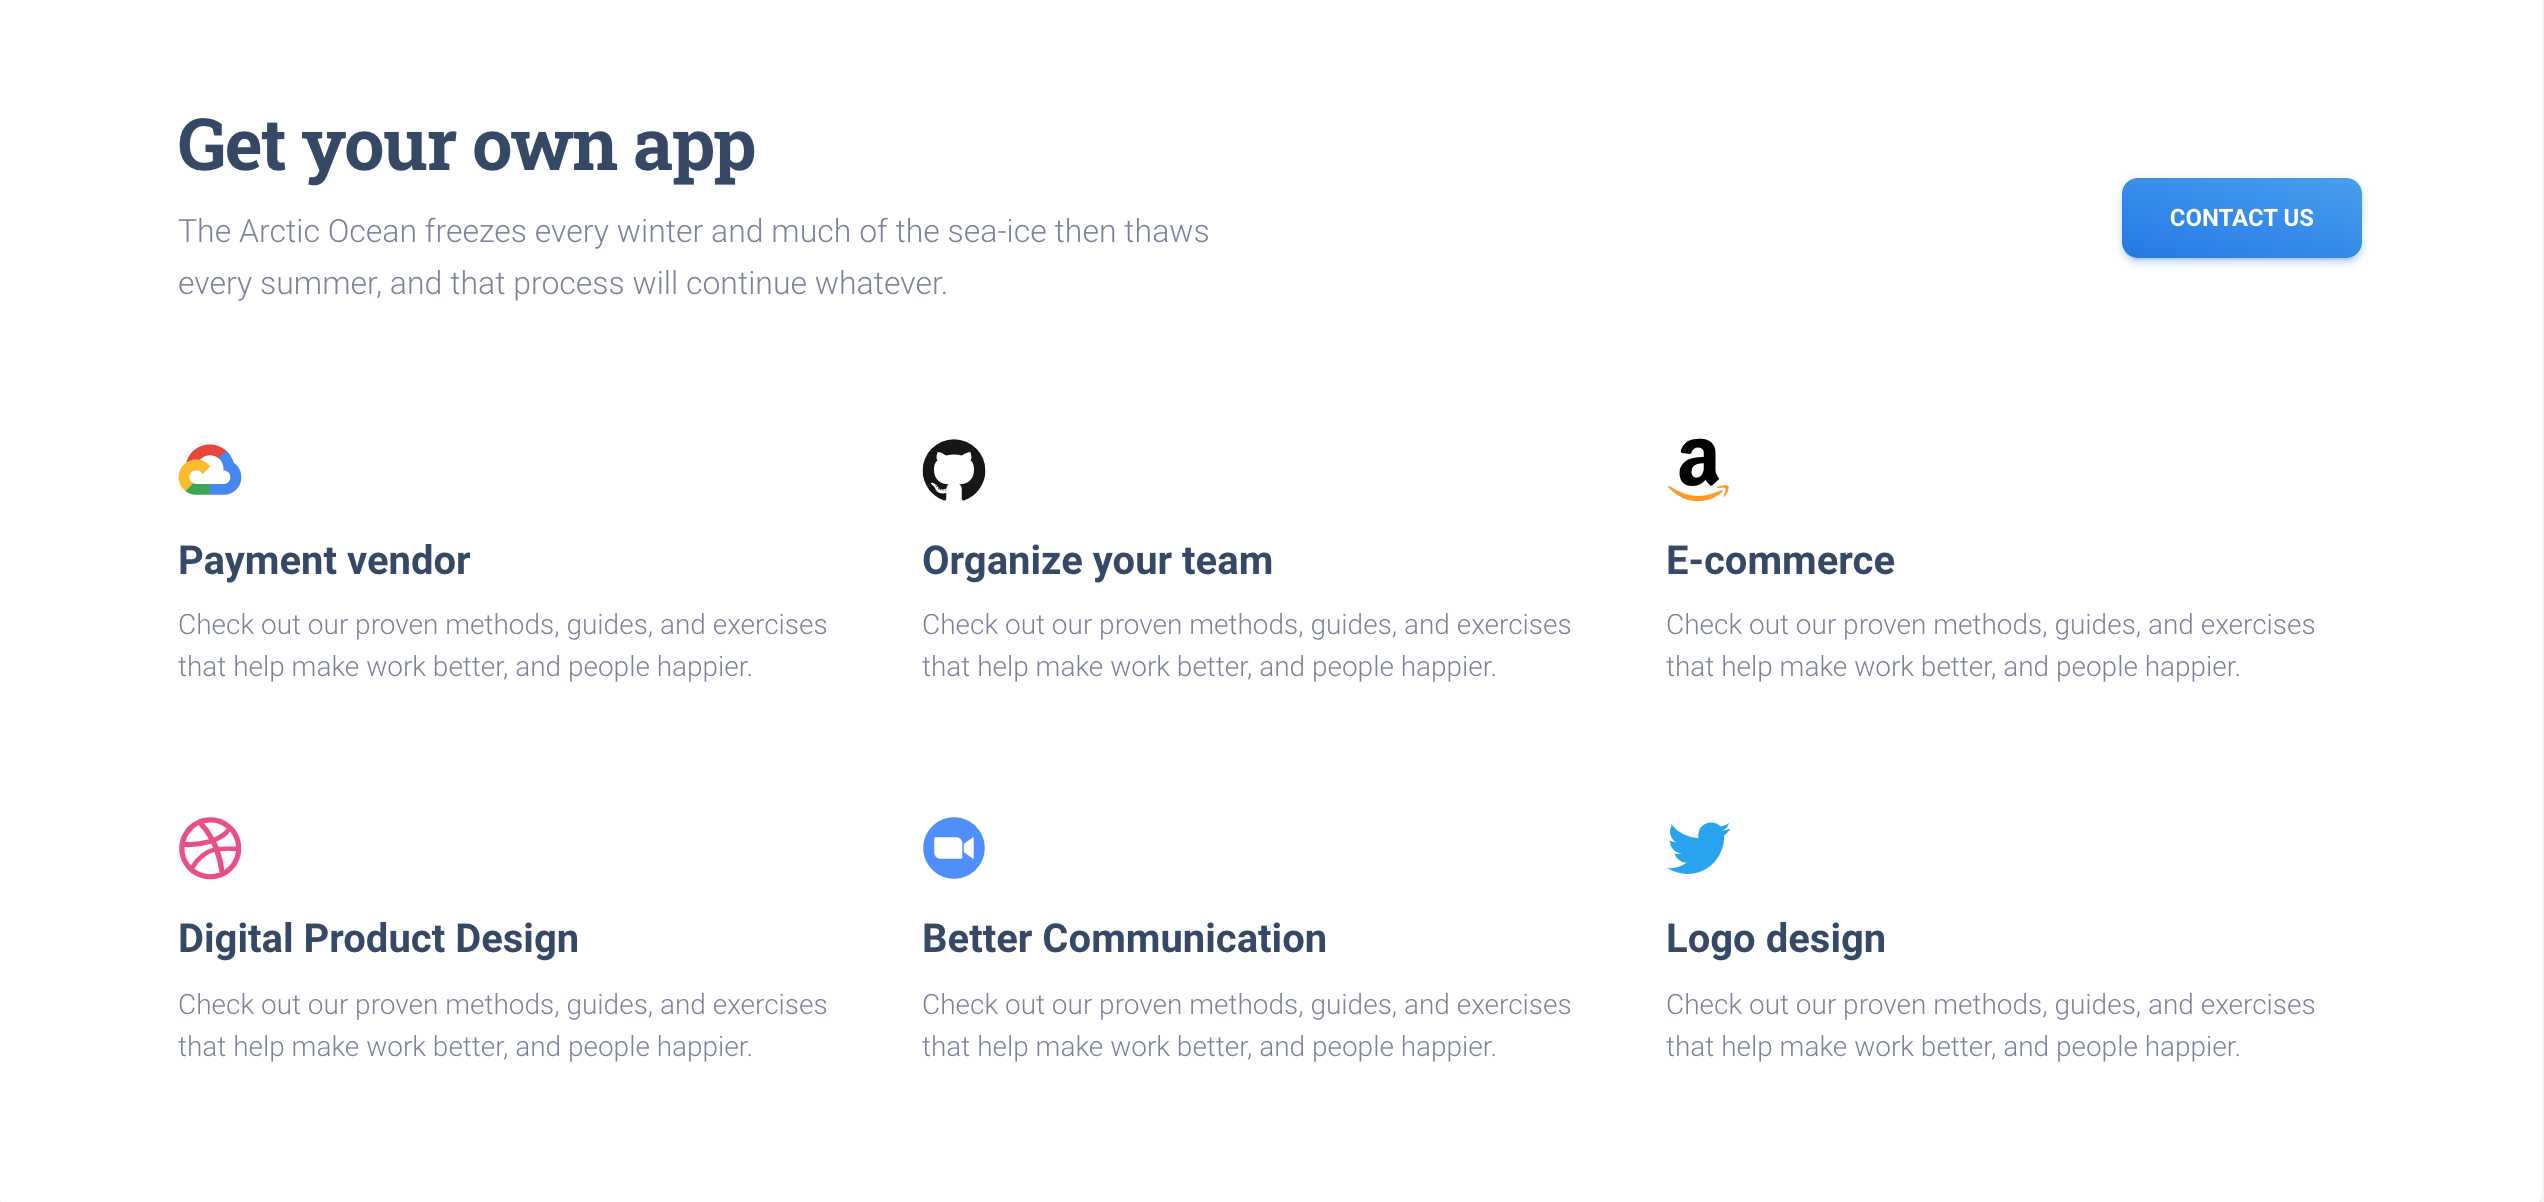 Get your own app
The Arctic Ocean freezes every winter and much of the sea-ice then thaws
every summer, and that process will continue whatever.
CONTACT US
Payment vendor
Check out our proven methods, guides, and exercises
that help make work better, and people happier.
Organize your team
Check out our proven methods, guides, and exercises
that help make work better, and people happier.
E-commerce
Check out our proven methods, guides, and exercises
that help make work better, and people happier.
Digital Product Design
Check out our proven methods, guides, and exercises
that help make work better, and people happier.
Better Communication
Check out our proven methods, guides, and exercises
that help make work better, and people happier.
Logo design
Check out our proven methods, guides, and exercises
that help make work better, and people happier.